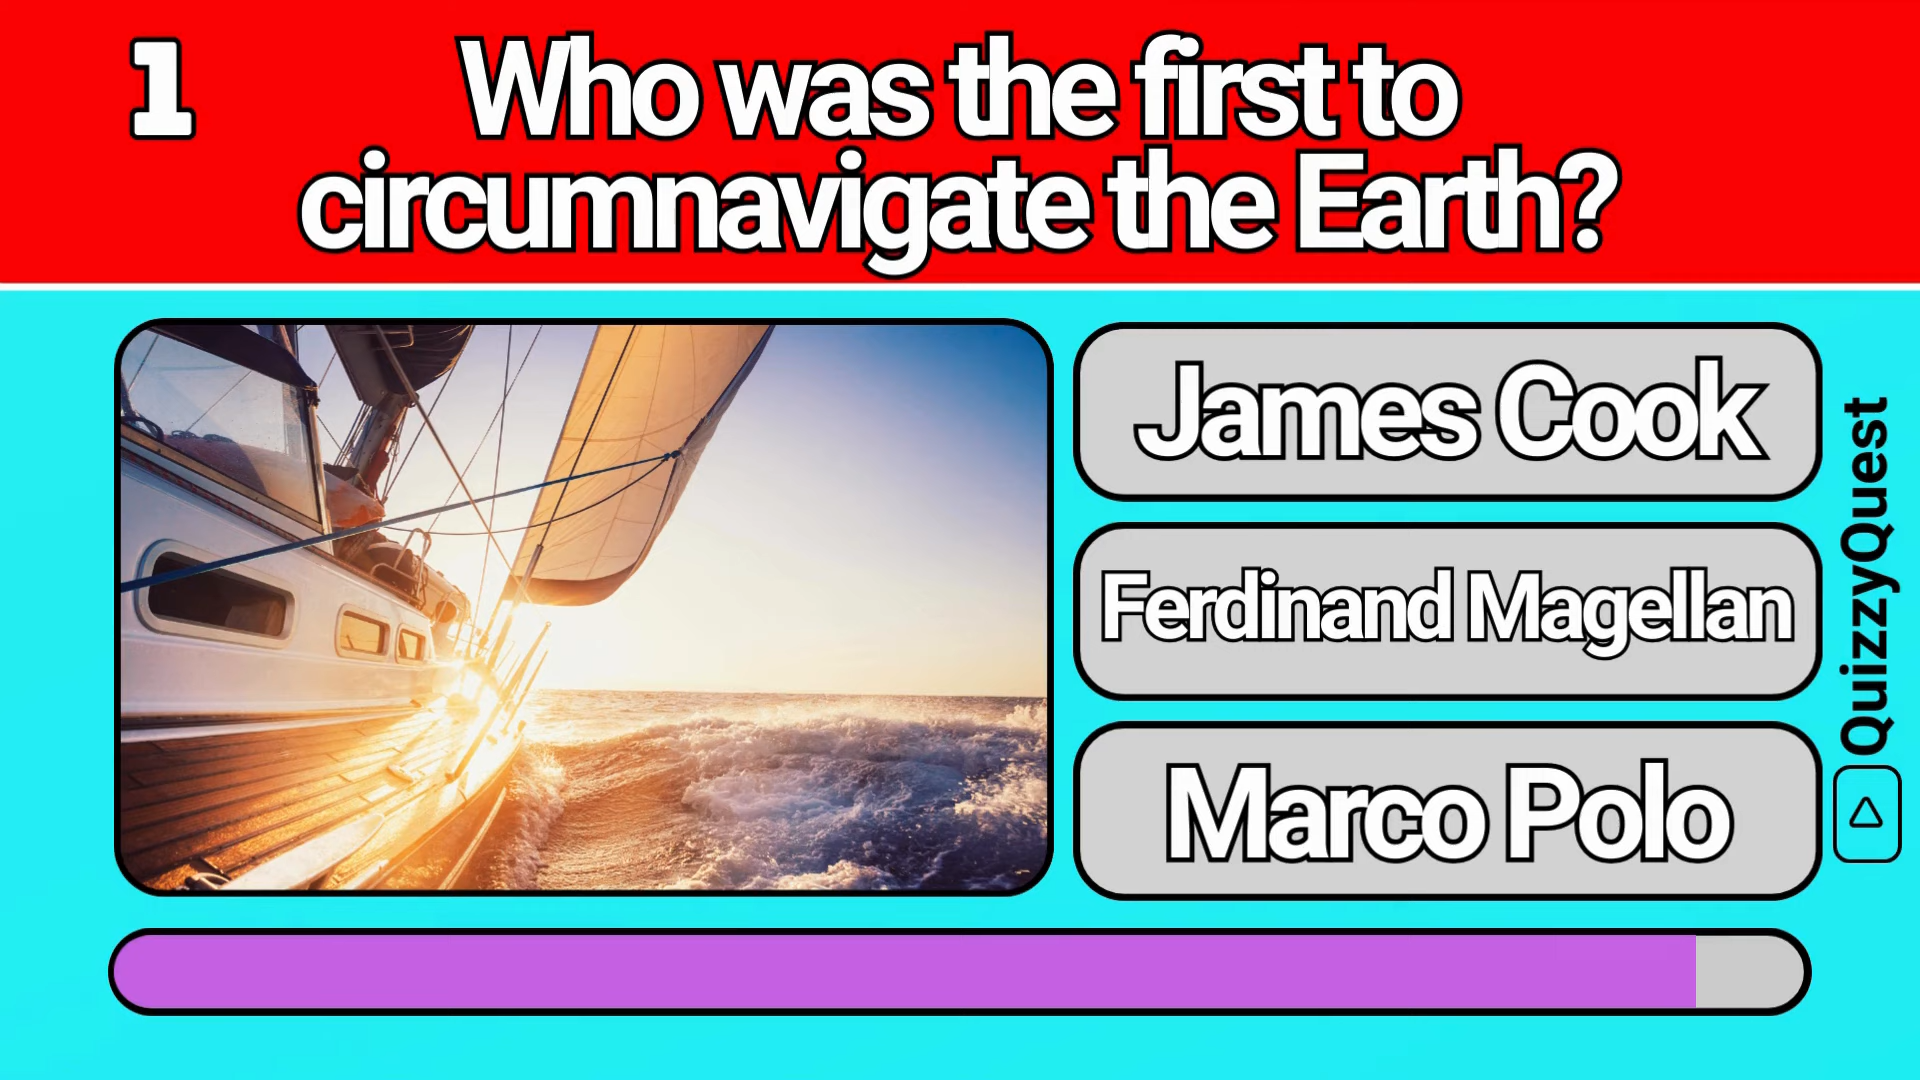 1
Who was the first to
circumnavigate the Earth?
James Cook
Ferdinand Magellan
Marco Polo
QuizzyQuest